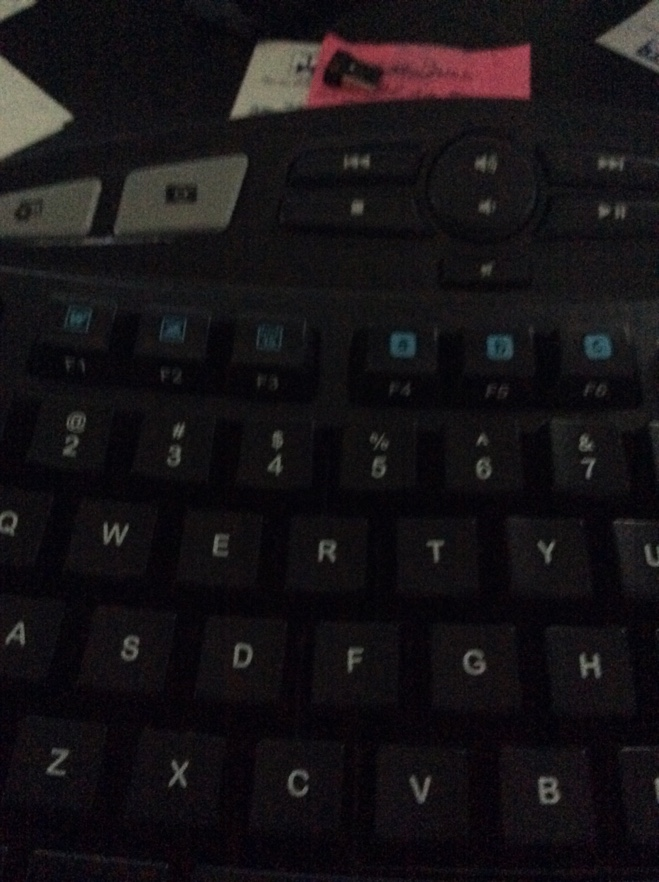 F1 F2 F3 F4 F5 F6
@ # $ % ^ &
2 3 4 5 6 7
Q W E R T Y U
A S D F G H
Z X C V B